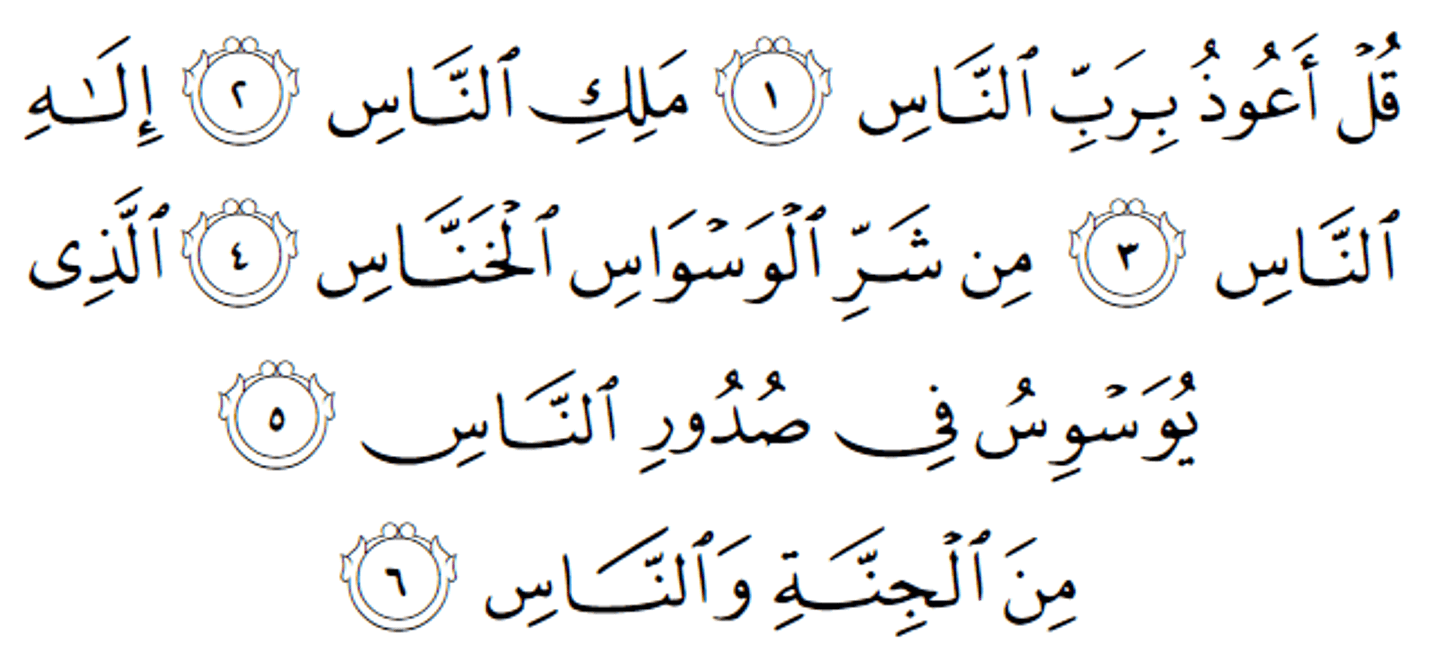 قُلۡ أَعُوذُ بِرَبِّ ٱلنَّاسِ ١ مَلِكِ ٱلنَّاسِ ٢ إِلَٰهِ
ٱلنَّاسِ ٣ مِن شَرِّ ٱلۡوَسۡوَاسِ ٱلۡخَنَّاسِ ٤ ٱلَّذِى
يُوَسۡوِسُ فِى صُدُورِ ٱلنَّاسِ ٥
مِنَ ٱلۡجِنَّةِ وَٱلنَّاسِ ٦